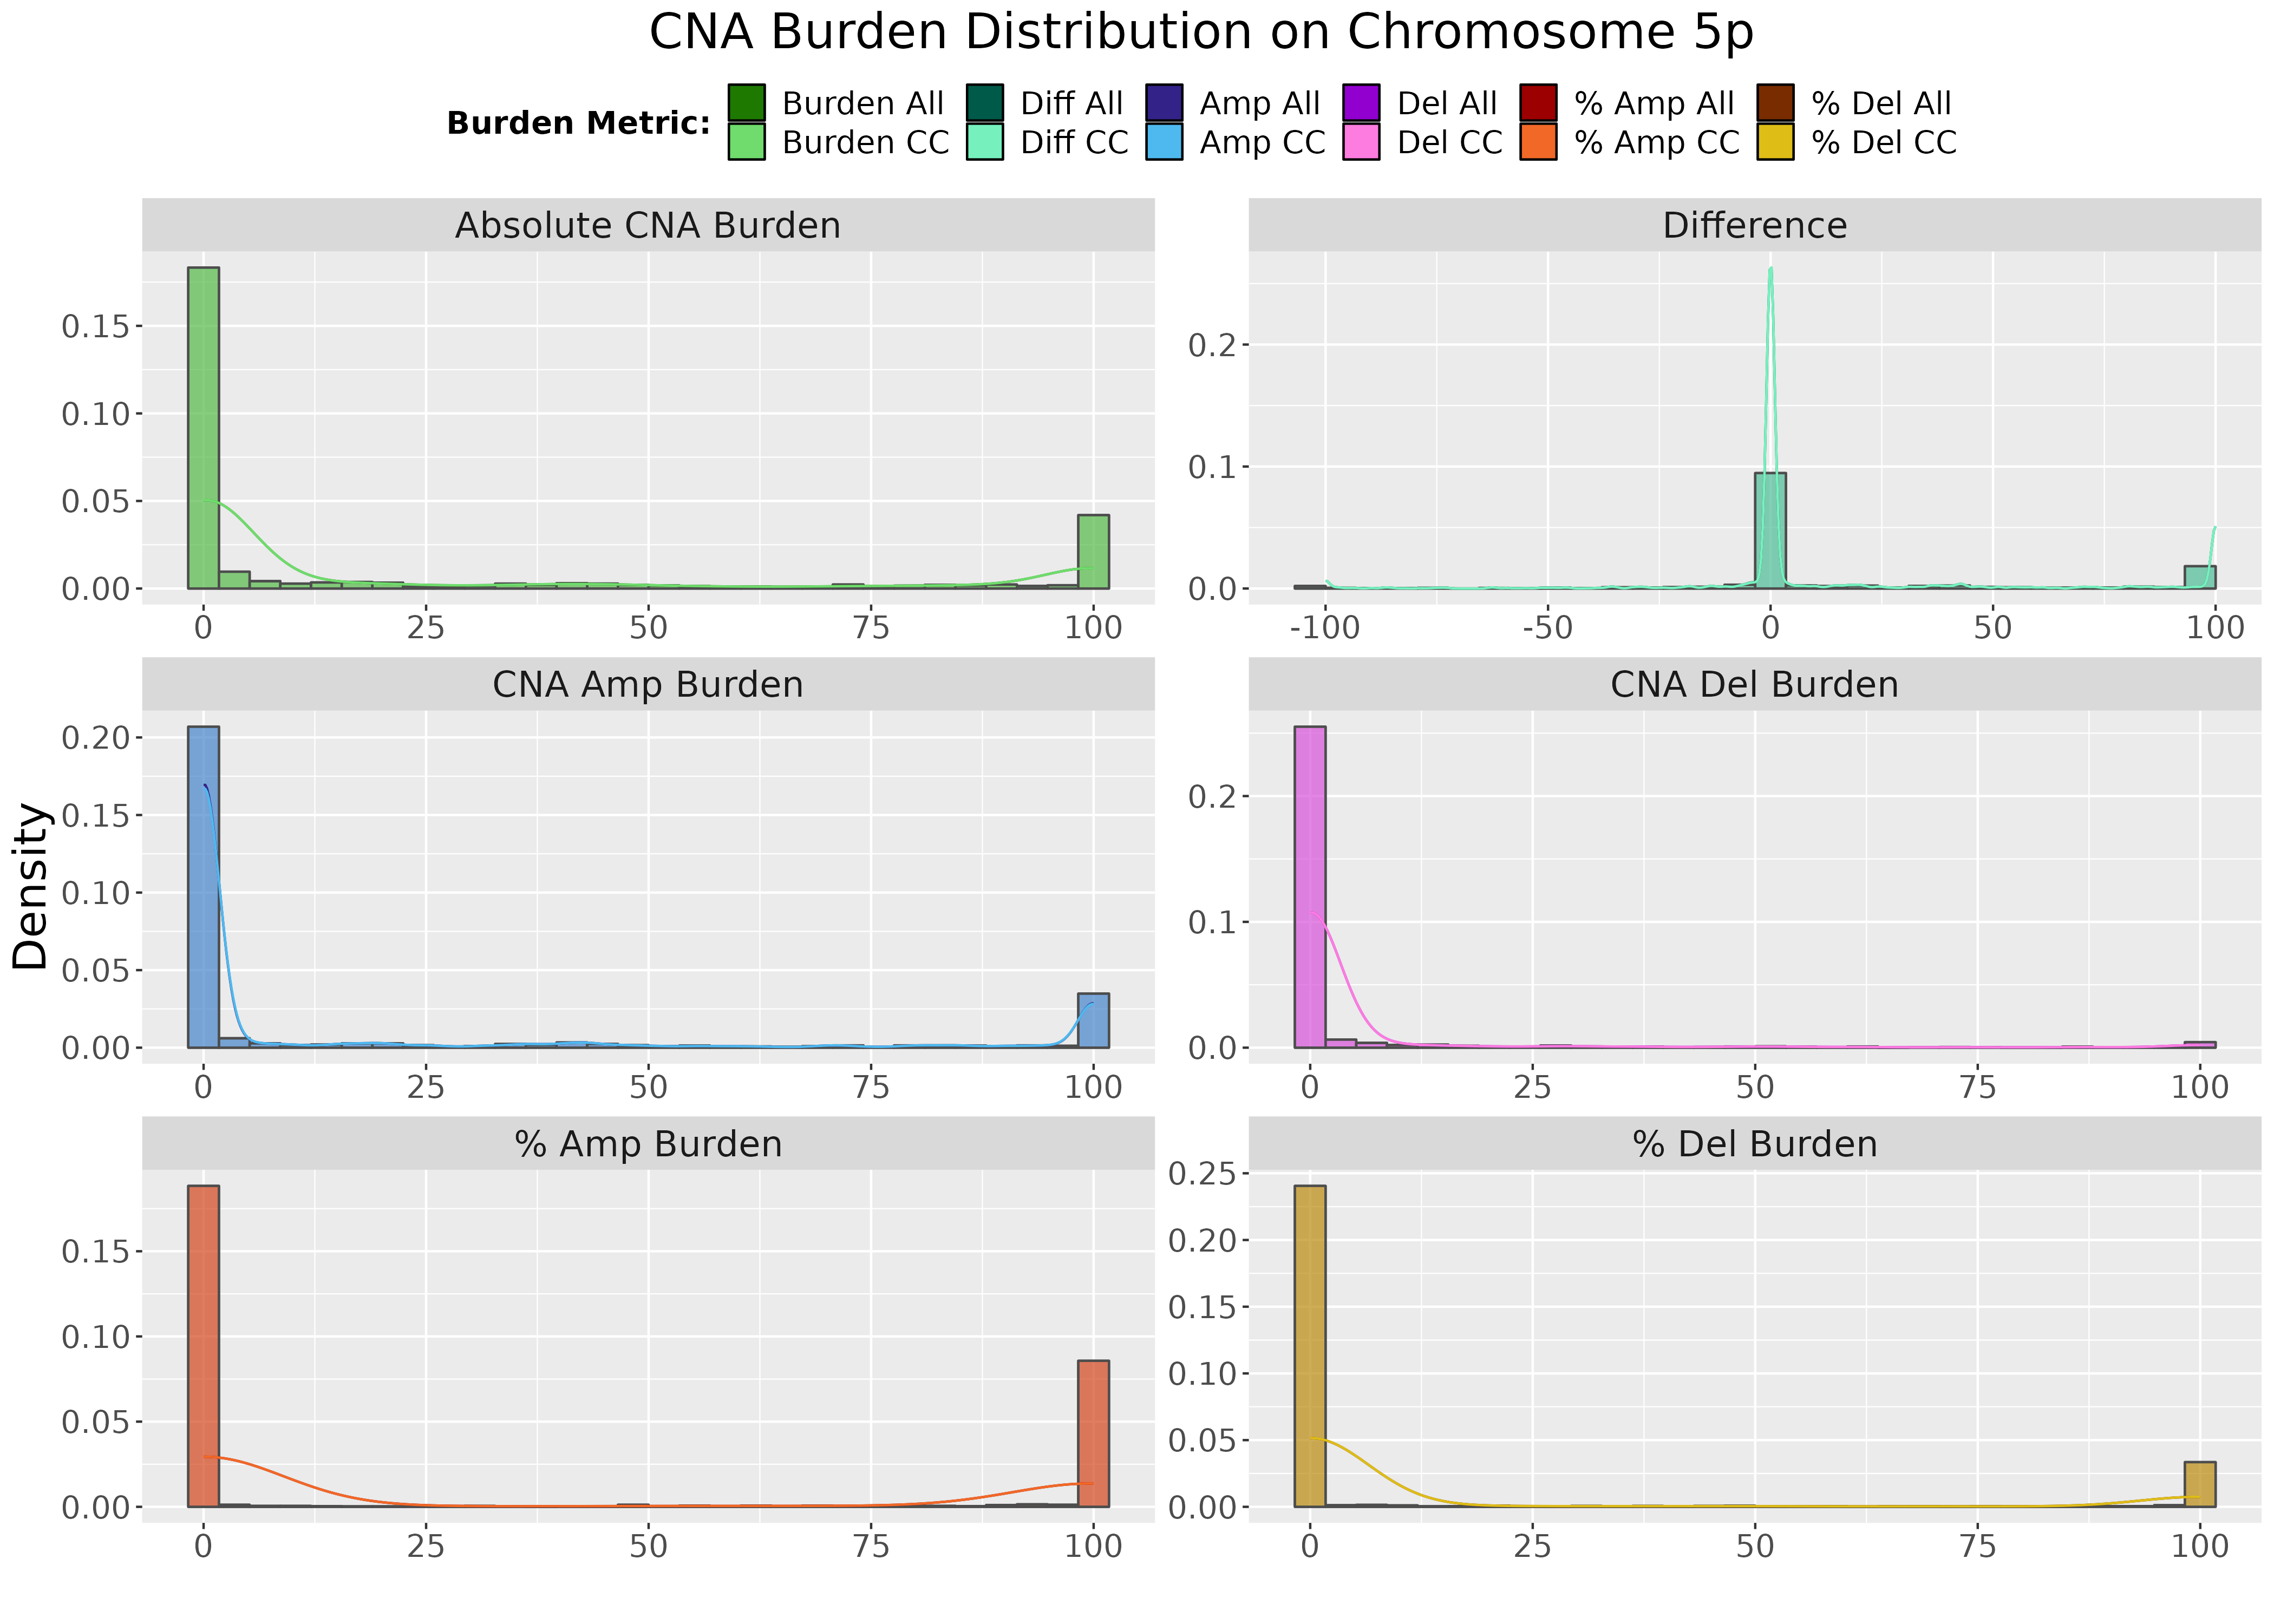 CNA Burden Distribution on Chromosome 5p
Burden Metric:
Burden All Diff All Amp All Del All % Amp All % Del All
Burden CC Diff CC Amp CC Del CC % Amp CC % Del CC
Absolute CNA Burden
0.15
0.10
0.05
0.00
0 25 50 75 100
Difference
0.2
0.1
0.0
-100 -50 0 50 100
CNA Amp Burden
0.20
0.15
0.10
0.05
0.00
0 25 50 75 100
CNA Del Burden
0.2
0.1
0.0
0 25 50 75 100
Density
% Amp Burden
0.15
0.10
0.05
0.00
0 25 50 75 100
% Del Burden
0.25
0.20
0.15
0.10
0.05
0.00
0 25 50 75 100